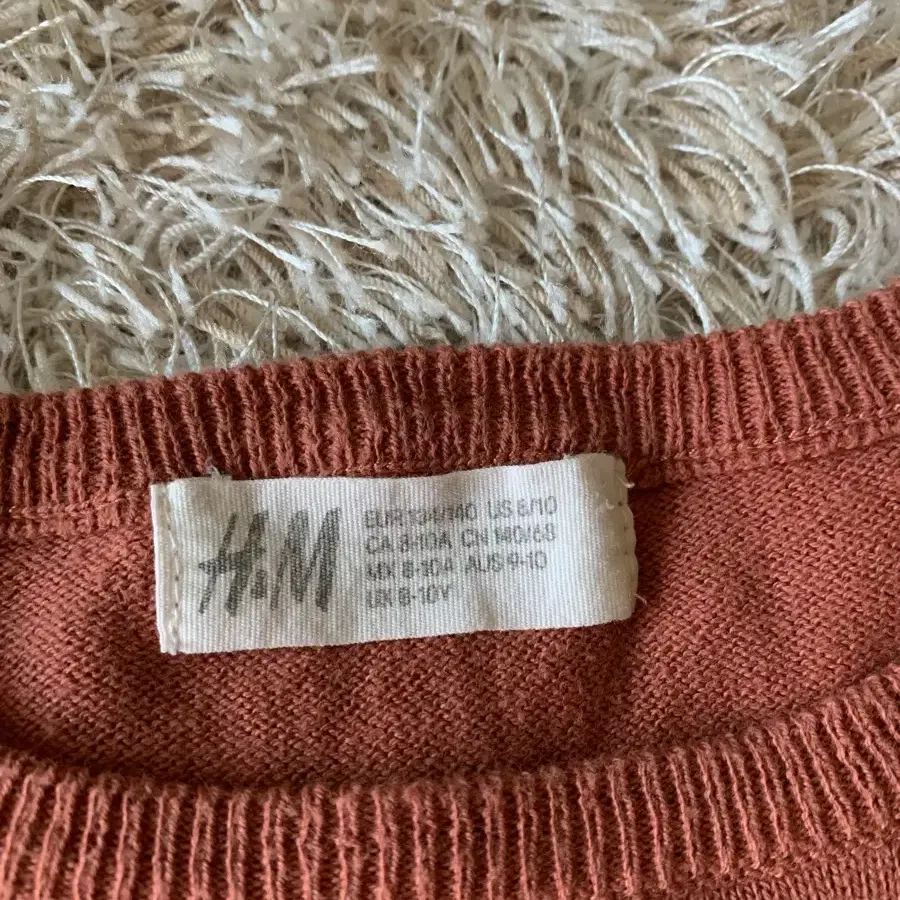 H&M
EUR 134/140 US 8/10
CA 8-10A CN 140/68
MX 8-10A AUS 9-10
UK 8-10Y